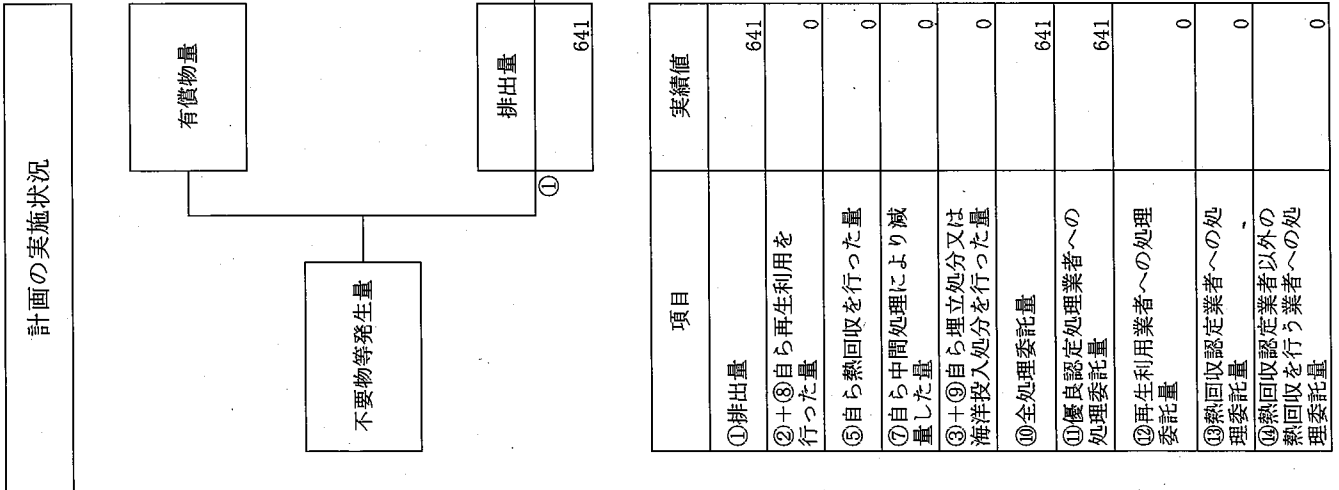 計画の実施状況
不要物等発生量
有償物量
①
排出量
641
項目
実績値
①排出量
641
②+⑧自ら再生利用を
行った量
0
⑤自ら熱回収を行った量
0
⑦自ら中間処理により減
量した量
0
③+⑨自ら埋立処分又は
海洋投入処分を行った量
0
⑩全処理委託量
641
⑪優良認定処理業者への
処理委託量
641
⑫再生利用業者への処理
委託量
0
⑬熱回収認定業者への処
理委託量
0
⑭熱回収認定業者以外の
熱回収を行う業者への処
理委託量
0